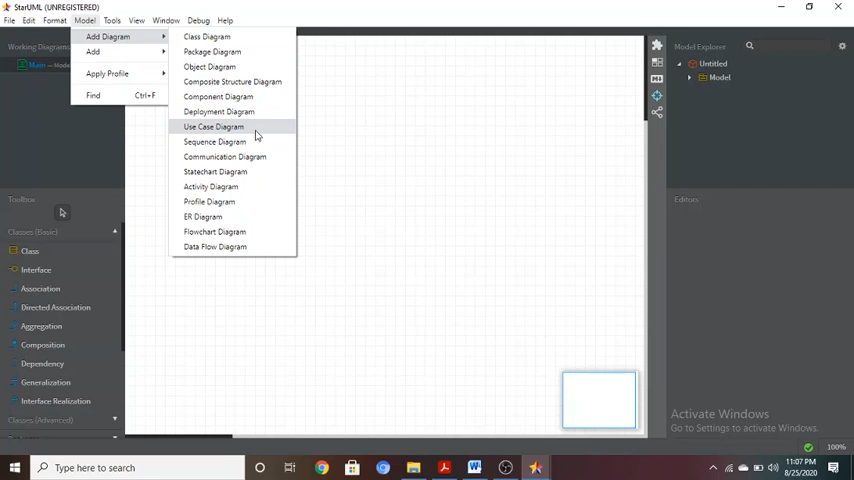 StarUML (UNREGISTERED)
File Edit Format Model Tools View Window Debug Help
Working Diagrams
Main — Model
Add Diagram
Add
Apply Profile
Find Ctrl+F
Class Diagram
Package Diagram
Object Diagram
Composite Structure Diagram
Component Diagram
Deployment Diagram
Use Case Diagram
Sequence Diagram
Communication Diagram
Statechart Diagram
Activity Diagram
Profile Diagram
ER Diagram
Flowchart Diagram
Data Flow Diagram
Model Explorer
Untitled
Model
Editors
Toolbox
Classes (Basic)
Class
Interface
Association
Directed Association
Aggregation
Composition
Dependency
Generalization
Interface Realization
Classes (Advanced)
Activate Windows
Go to Settings to activate Windows.
100%
Type here to search
11:07 PM
8/25/2020